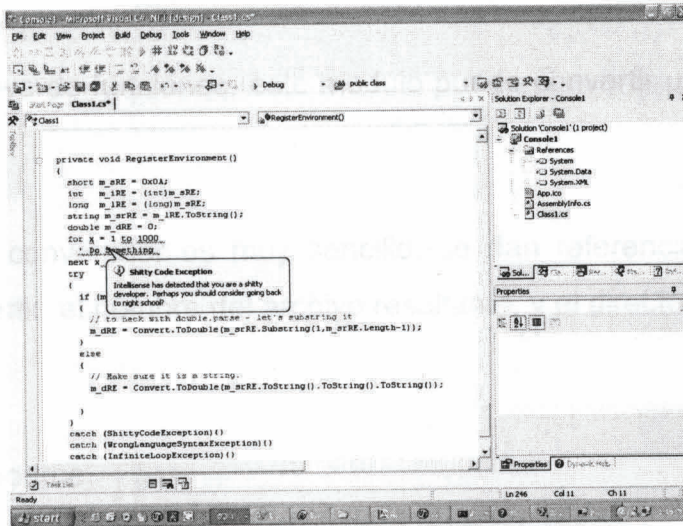 Console1 - Microsoft Visual C# .NET [design] - Class1.cs*
File Edit View Project Build Debug Tools Window Help
Debug public class
Start Page Class1.cs*
Class1 RegisterEnvironment()
private void RegisterEnvironment()
{
short m_sRE = 0x0A;
int m_iRE = (int)m_sRE;
long m_lRE = (long)m_sRE;
string m_srRE = m_lRE.ToString();
double m_dRE = 0;
for x = 1 to 1000
Do Something
next x
try
{
(m
Shitty Code Exception
Intellisense has detected that you are a shitty
developer. Perhaps you consider going back
to night school?
// to heck with double.parse - let's substring it
m_dRE = Convert.ToDouble(m_srRE.Substring(1,m_srRE.Length-1));
}
else
{
// Make sure it is a string.
m_dRE = Convert.ToDouble(m_srRE.ToString().ToString().ToString());
}
}
catch (ShittyCodeException){}
catch (WrongLanguageSyntaxException){}
catch (InfiniteLoopException){}
Solution Explorer - Console1
Solution 'Console1' (1 project)
Console1
References
System
System.Data
System.XML
App.ico
AssemblyInfo.cs
Class1.cs
Sol...
Properties
Properties Dynamic Help
Task List
Ready Ln 246 Col 11 Ch 11
start